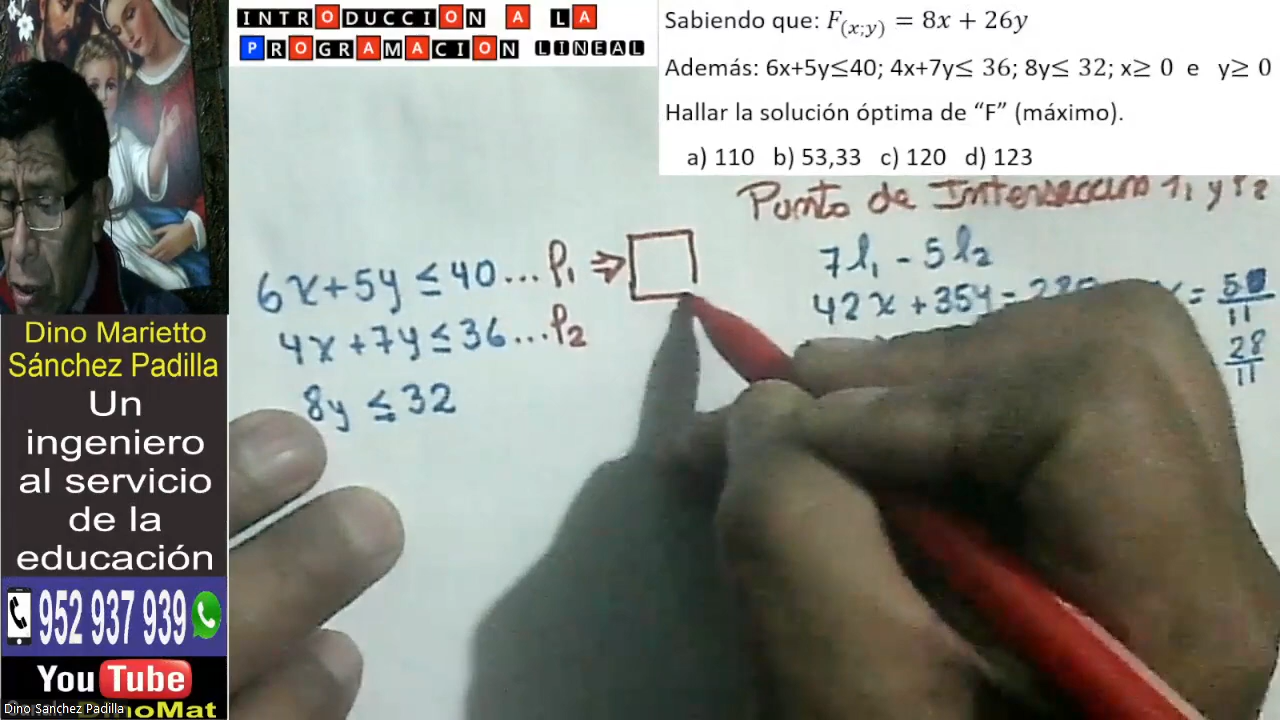 INTRODUCCION A LA
PROGRAMACION LINEAL
Sabiendo que: F(x;y) = 8x + 26y
Además: 6x+5y≤40; 4x+7y≤ 36; 8y≤ 32; x≥ 0 e y≥ 0
Hallar la solución óptima de “F” (máximo).
a) 110 b) 53,33 c) 120 d) 123
Punto de Intersección y
6x+5y ≤ 40 ... l₁ ⇒
4x+7y ≤ 36 ... l₂
8y ≤ 32
7l₁ - 5l₂
42x + 35y =
=
11
28
11
Dino Marietto
Sánchez Padilla
Un
ingeniero
al servicio
de la
educación
952 937 939
YouTube
Dino Sanchez Padilla
DinoMat